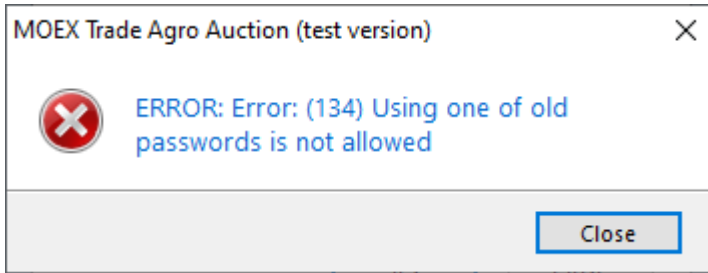 MOEX Trade Agro Auction (test version)
ERROR: Error: (134) Using one of old
passwords is not allowed
Close